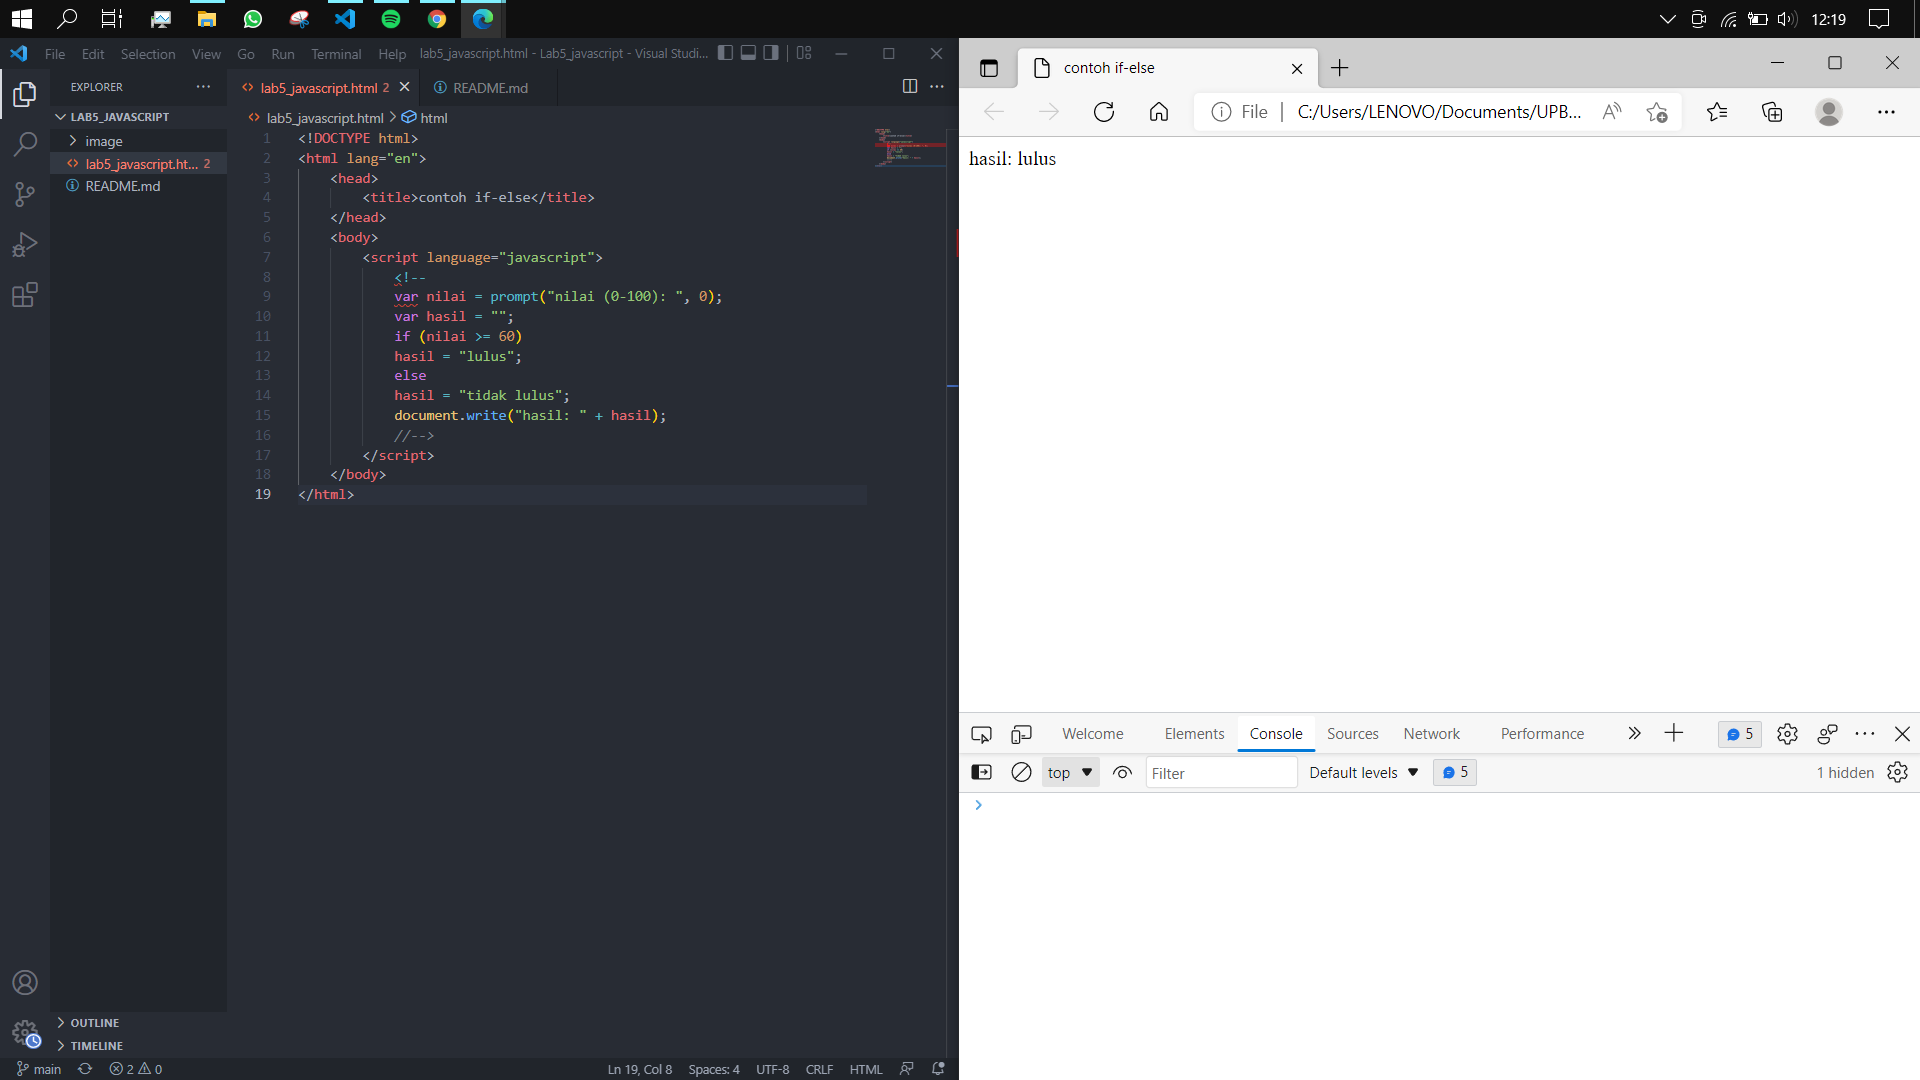 12:19
File Edit Selection View Go Run Terminal Help lab5_javascript.html - Lab5_javascript - Visual Studi...
EXPLORER
LAB5_JAVASCRIPT
image
lab5_javascript.ht... 2
README.md
OUTLINE
TIMELINE
lab5_javascript.html 2 README.md
lab5_javascript.html > html
1 <!DOCTYPE html>
2 <html lang="en">
3 <head>
4 <title>contoh if-else</title>
5 </head>
6 <body>
7 <script language="javascript">
8 <!--
9 var nilai = prompt("nilai (0-100): ", 0);
10 var hasil = "";
11 if (nilai >= 60)
12 hasil = "lulus";
13 else
14 hasil = "tidak lulus";
15 document.write("hasil: " + hasil);
16 //-->
17 </script>
18 </body>
19 </html>
main 2 0 Ln 19, Col 8 Spaces: 4 UTF-8 CRLF HTML
contoh if-else
File C:/Users/LENOVO/Documents/UPB...
hasil: lulus
Welcome Elements Console Sources Network Performance 5
top Filter Default levels 5 1 hidden